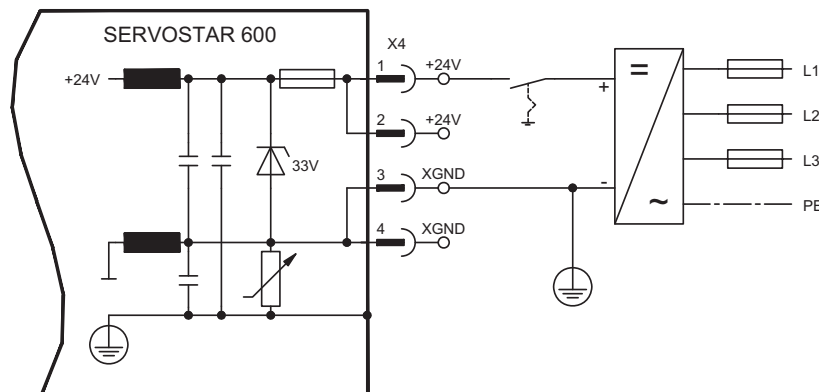 SERVOSTAR 600
X4
+24V
1
+24V
2
+24V
33V
3
XGND
4
XGND
+
-
=
~
L1
L2
L3
PE